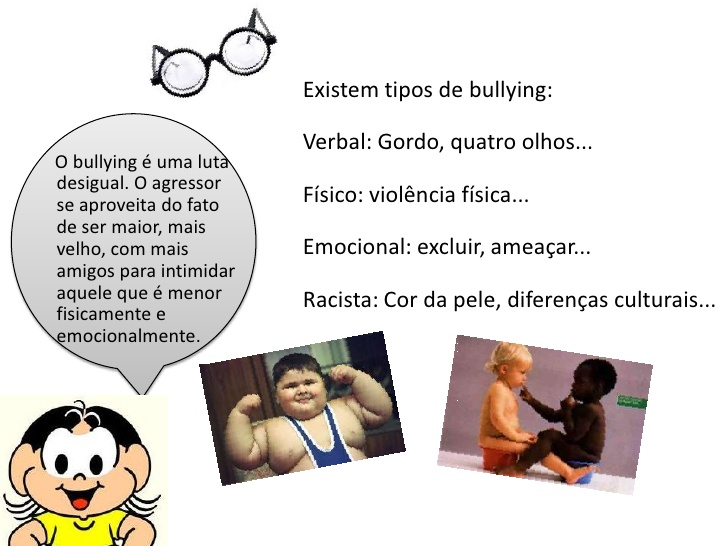 Existem tipos de bullying:
Verbal: Gordo, quatro olhos...
Físico: violência física...
Emocional: excluir, ameaçar...
Racista: Cor da pele, diferenças culturais...
O bullying é uma luta
desigual. O agressor
se aproveita do fato
de ser maior, mais
velho, com mais
amigos para intimidar
aquele que é menor
fisicamente e
emocionalmente.